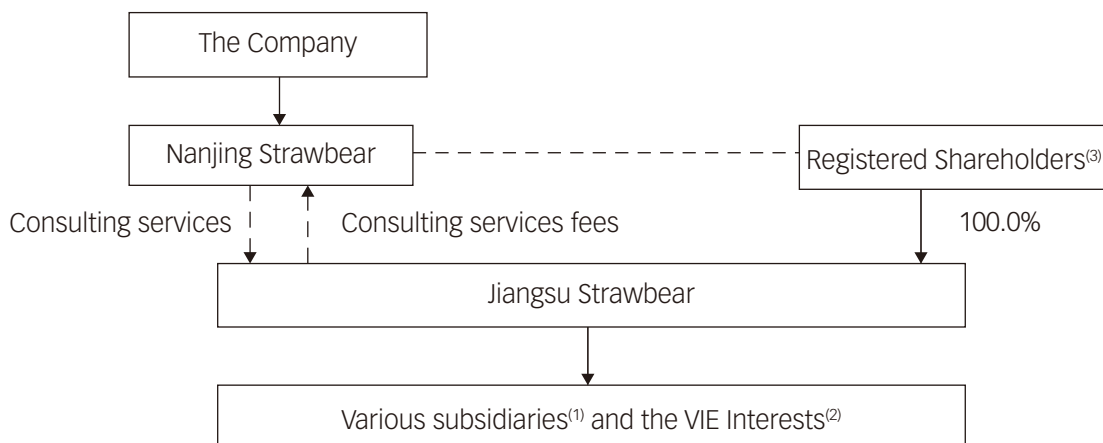 The Company
Nanjing Strawbear
Registered Shareholders(3)
Consulting services
Consulting services fees
100.0%
Jiangsu Strawbear
Various subsidiaries(1) and the VIE Interests(2)